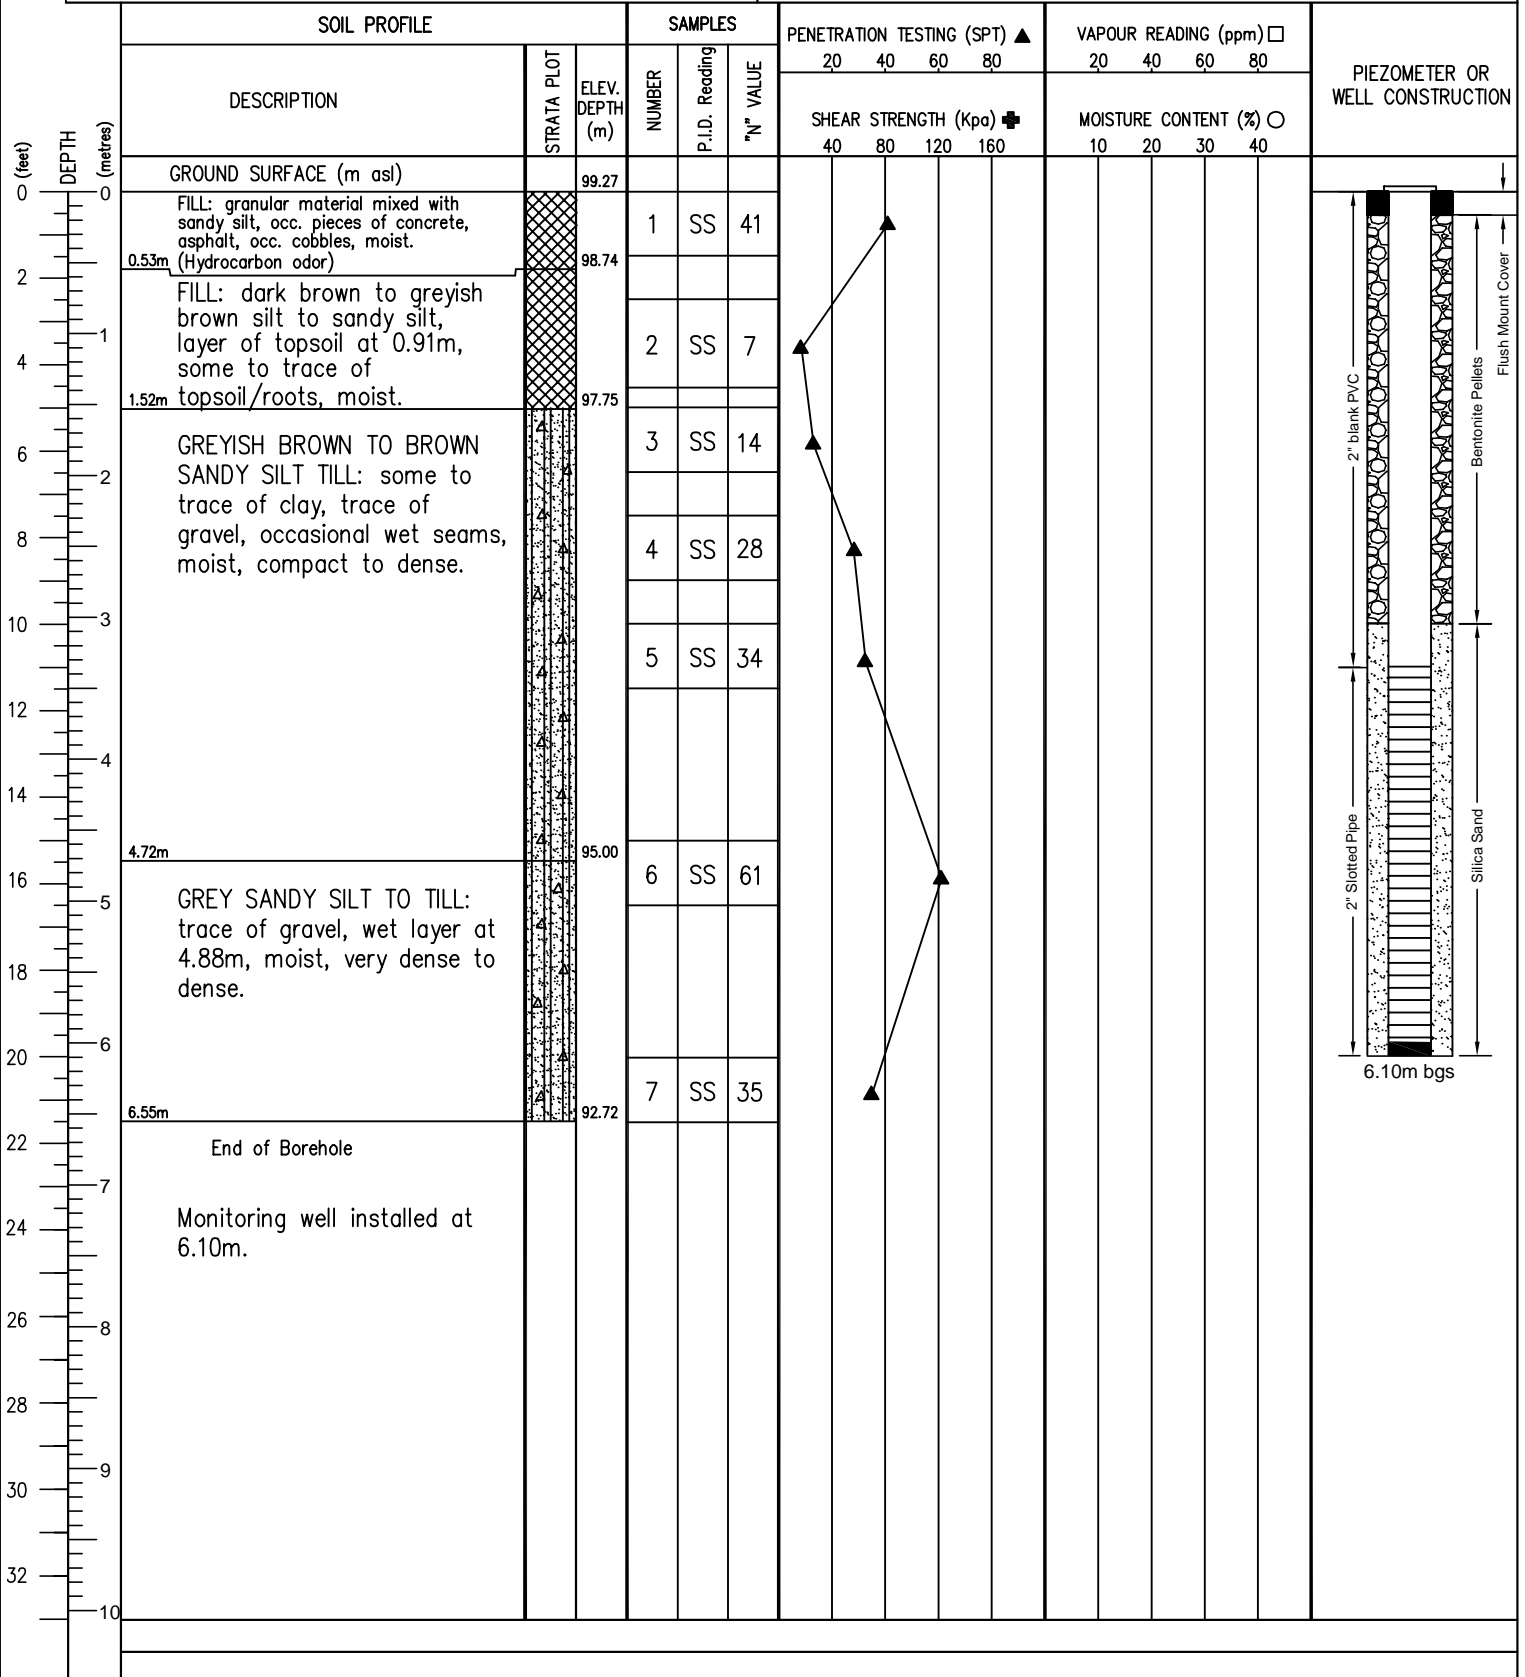 SOIL PROFILE
SAMPLES
PENETRATION TESTING (SPT)
20 40 60 80
SHEAR STRENGTH (Kpa)
40 80 120 160
VAPOUR READING (ppm)
20 40 60 80
MOISTURE CONTENT (%)
10 20 30 40
PIEZOMETER OR
WELL CONSTRUCTION
(feet)
DEPTH
(metres)
DESCRIPTION
STRATA PLOT
ELEV.
DEPTH
(m)
NUMBER
P.I.D. Reading
"N" VALUE
GROUND SURFACE (m asl)
99.27
FILL: granular material mixed with
sandy silt, occ. pieces of concrete,
asphalt, occ. cobbles, moist.
0.53m (Hydrocarbon odor) 98.74
FILL: dark brown to greyish
brown silt to sandy silt,
layer of topsoil at 0.91m,
some to trace of
1.52m topsoil/roots, moist. 97.75
GREYISH BROWN TO BROWN
SANDY SILT TILL: some to
trace of clay, trace of
gravel, occasional wet seams,
moist, compact to dense.
4.72m 95.00
GREY SANDY SILT TO TILL:
trace of gravel, wet layer at
4.88m, moist, very dense to
dense.
6.55m 92.72
End of Borehole
Monitoring well installed at
6.10m.
1 SS 41
2 SS 7
3 SS 14
4 SS 28
5 SS 34
6 SS 61
7 SS 35
0
2
4
6
8
10
12
14
16
18
20
22
24
26
28
30
32
0
1
2
3
4
5
6
7
8
9
10
2" blank PVC
2" Slotted Pipe
Bentonite Pellets
Silica Sand
Flush Mount Cover
6.10m bgs